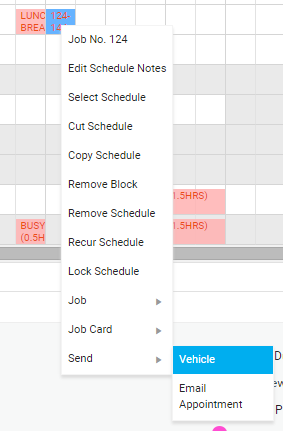 LUNC 124-
BREA 14
Job No. 124
Edit Schedule Notes
Select Schedule
Cut Schedule
Copy Schedule
Remove Block
.5HRS)
Remove Schedule
Recur Schedule
BUSY .5HRS)
(0.5H
Lock Schedule
Job
Job Card
Send
Vehicle
Email
Appointment
D
ew
P